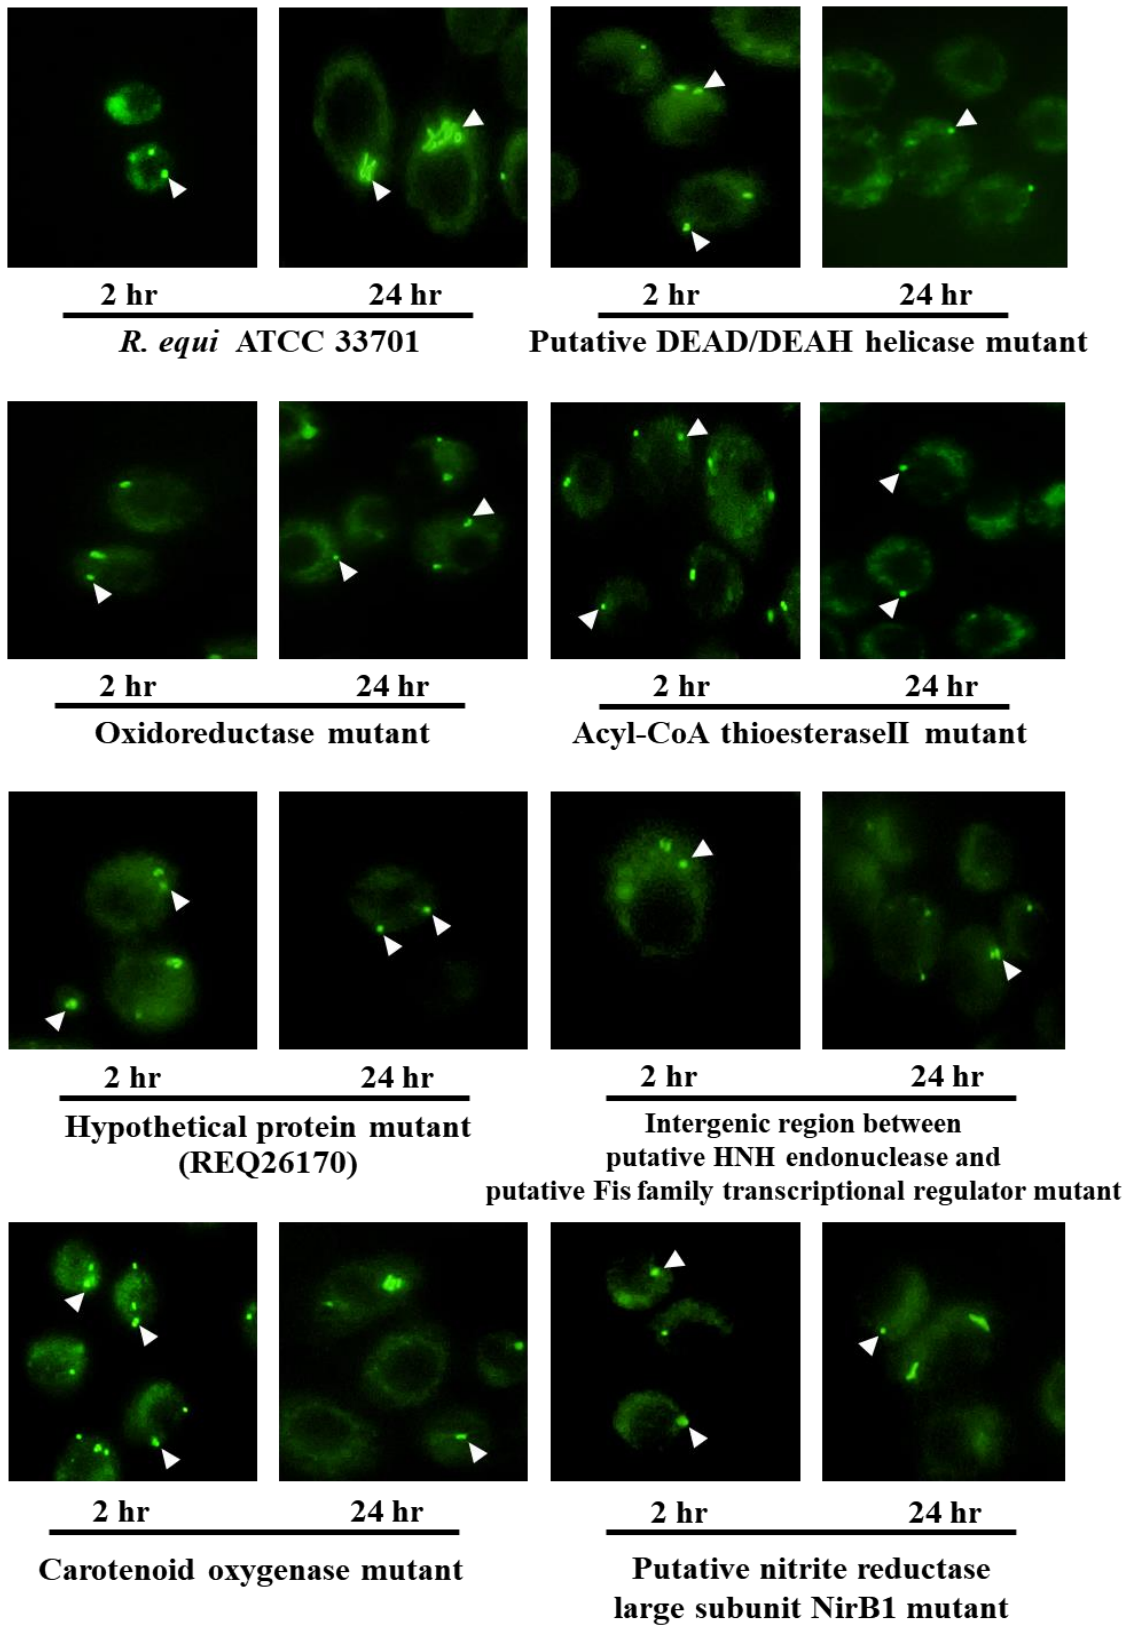 2 hr 24 hr 2 hr 24 hr
R. equi ATCC 33701 Putative DEAD/DEAH helicase mutant
2 hr 24 hr 2 hr 24 hr
Oxidoreductase mutant Acyl-CoA thioesteraseII mutant
2 hr 24 hr 2 hr 24 hr
Hypothetical protein mutant
(REQ26170)
Intergenic region between
putative HNH endonuclease and
putative Fis family transcriptional regulator mutant
2 hr 24 hr 2 hr 24 hr
Carotenoid oxygenase mutant
Putative nitrite reductase
large subunit NirB1 mutant